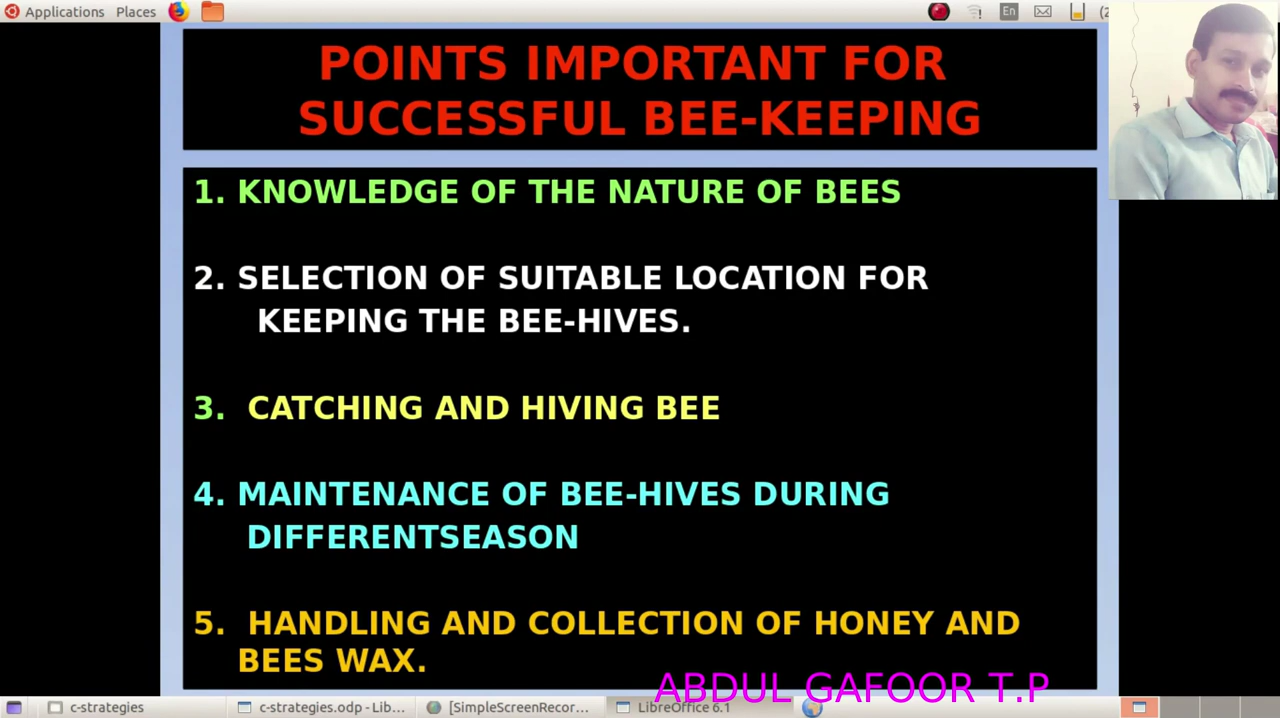 Applications Places En (2
POINTS IMPORTANT FOR
SUCCESSFUL BEE-KEEPING
1. KNOWLEDGE OF THE NATURE OF BEES
2. SELECTION OF SUITABLE LOCATION FOR
KEEPING THE BEE-HIVES.
3. CATCHING AND HIVING BEE
4. MAINTENANCE OF BEE-HIVES DURING
DIFFERENTSEASON
5. HANDLING AND COLLECTION OF HONEY AND
BEES WAX.
ABDUL GAFOOR T.P
c-strategies c-strategies.odp - Lib... [SimpleScreenRecor... LibreOffice 6.1